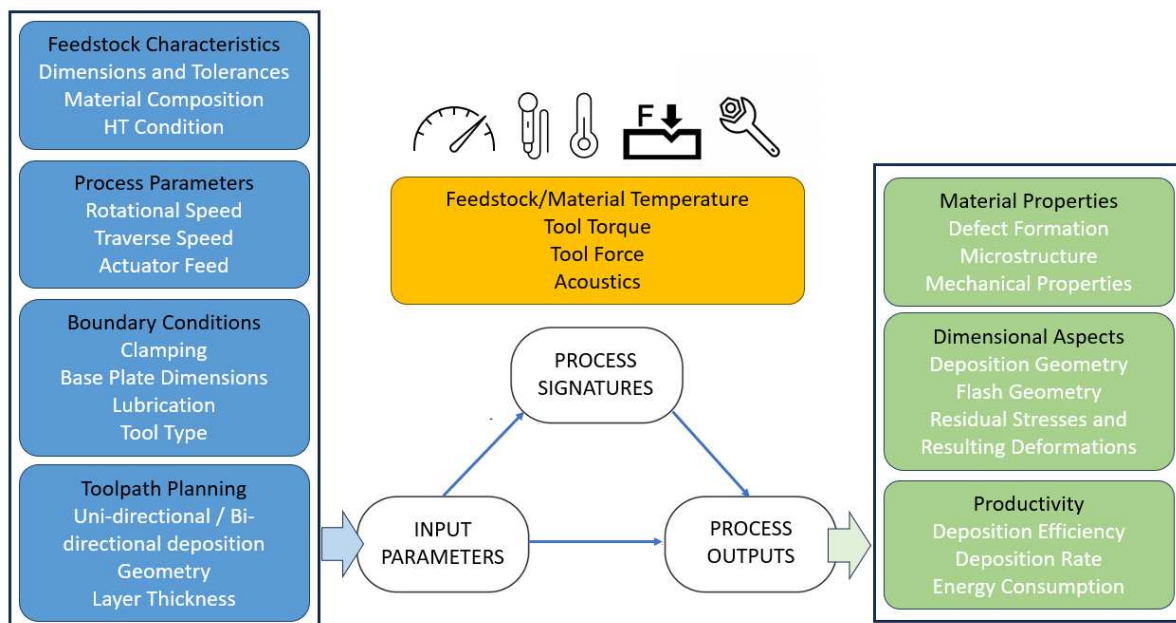 Feedstock Characteristics
Dimensions and Tolerances
Material Composition
HT Condition
Process Parameters
Rotational Speed
Traverse Speed
Actuator Feed
Boundary Conditions
Clamping
Base Plate Dimensions
Lubrication
Tool Type
Toolpath Planning
Uni-directional / Bi-
directional deposition
Geometry
Layer Thickness
F
Feedstock/Material Temperature
Tool Torque
Tool Force
Acoustics
PROCESS
SIGNATURES
INPUT
PARAMETERS
PROCESS
OUTPUTS
Material Properties
Defect Formation
Microstructure
Mechanical Properties
Dimensional Aspects
Deposition Geometry
Flash Geometry
Residual Stresses and
Resulting Deformations
Productivity
Deposition Efficiency
Deposition Rate
Energy Consumption